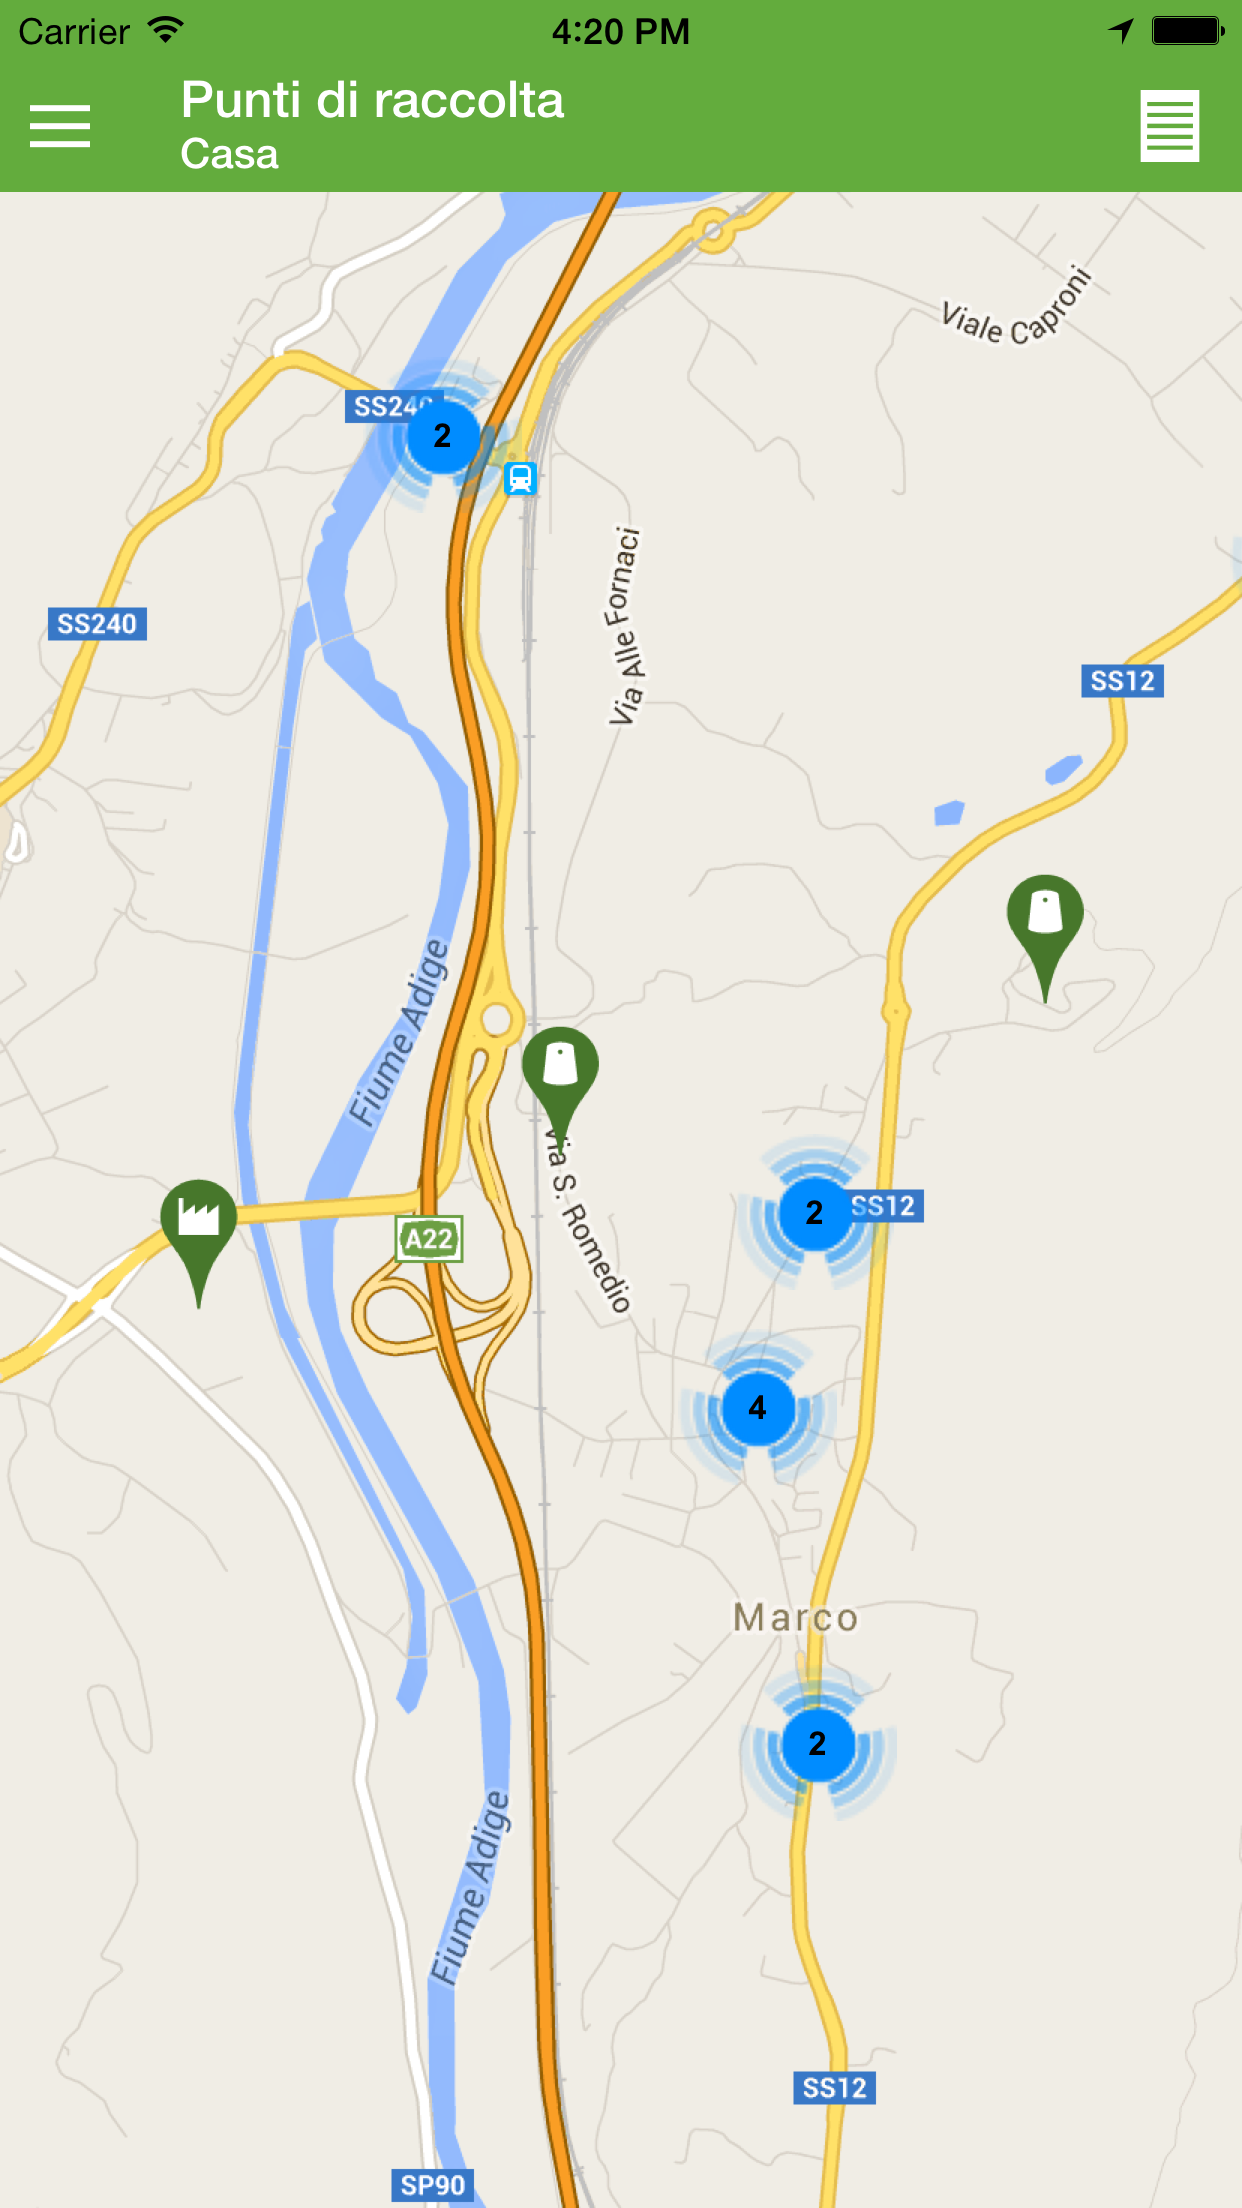 Carrier
4:20 PM
Punti di raccolta
Casa
Viale Caproni
SS240
2
Via Alle Fornaci
SS240
SS12
Fiume Adige
Via S. Romedio
2
SS12
A22
4
Marco
2
Fiume Adige
SS12
SP90